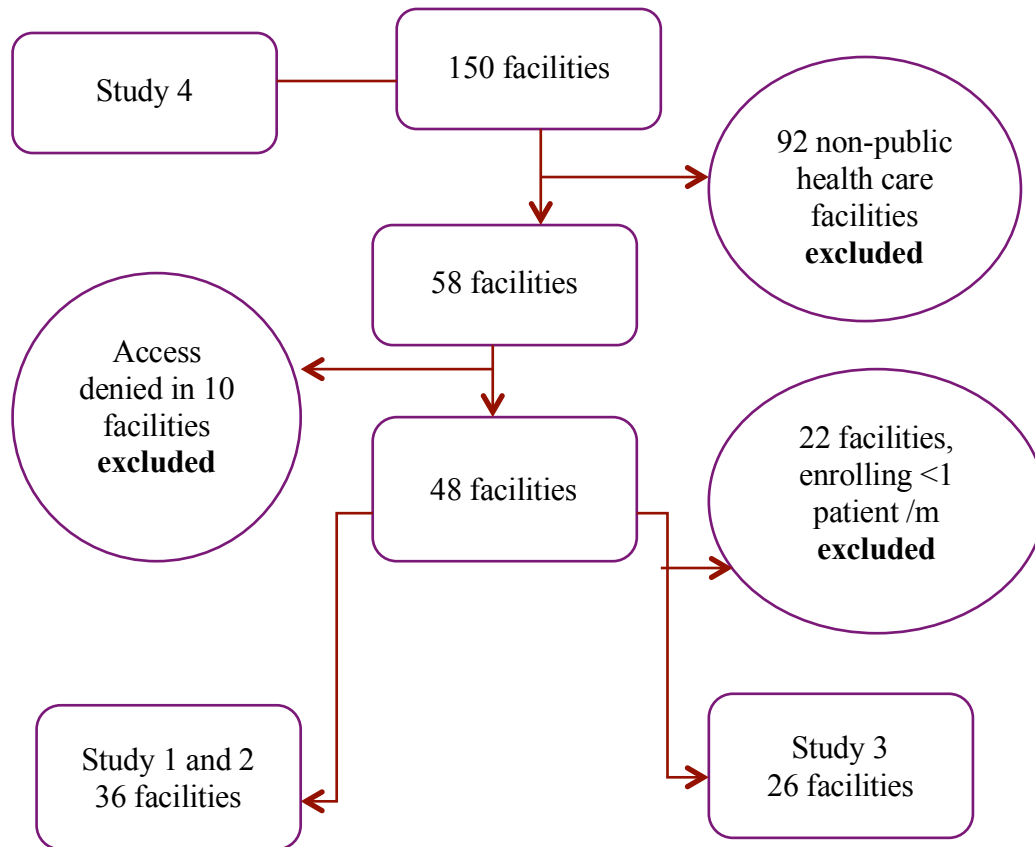 Study 4
150 facilities
92 non-public
health care
facilities
excluded
58 facilities
Access
denied in 10
facilities
excluded
48 facilities
22 facilities,
enrolling <1
patient /m
excluded
Study 1 and 2
36 facilities
Study 3
26 facilities